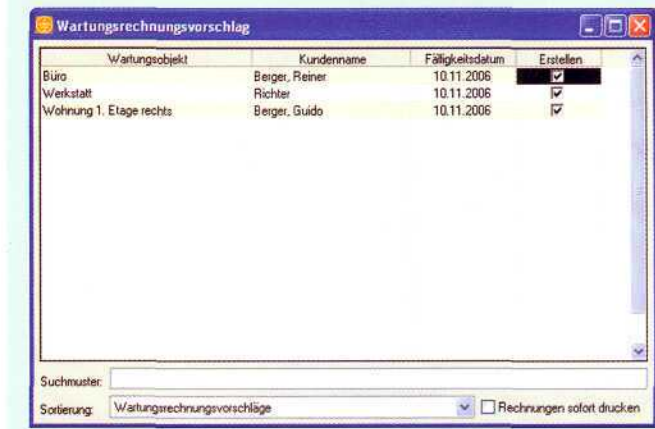 Wartungsrechnungsvorschlag
Wartungsobjekt Kundenname Fälligkeitsdatum Erstellen
Büro Berger, Reiner 10.11.2006
Werkstatt Richter 10.11.2006
Wohnung 1. Etage rechts Berger, Guido 10.11.2006
Suchmuster:
Sortierung: Wartungsrechnungsvorschläge Rechnungen sofort drucken